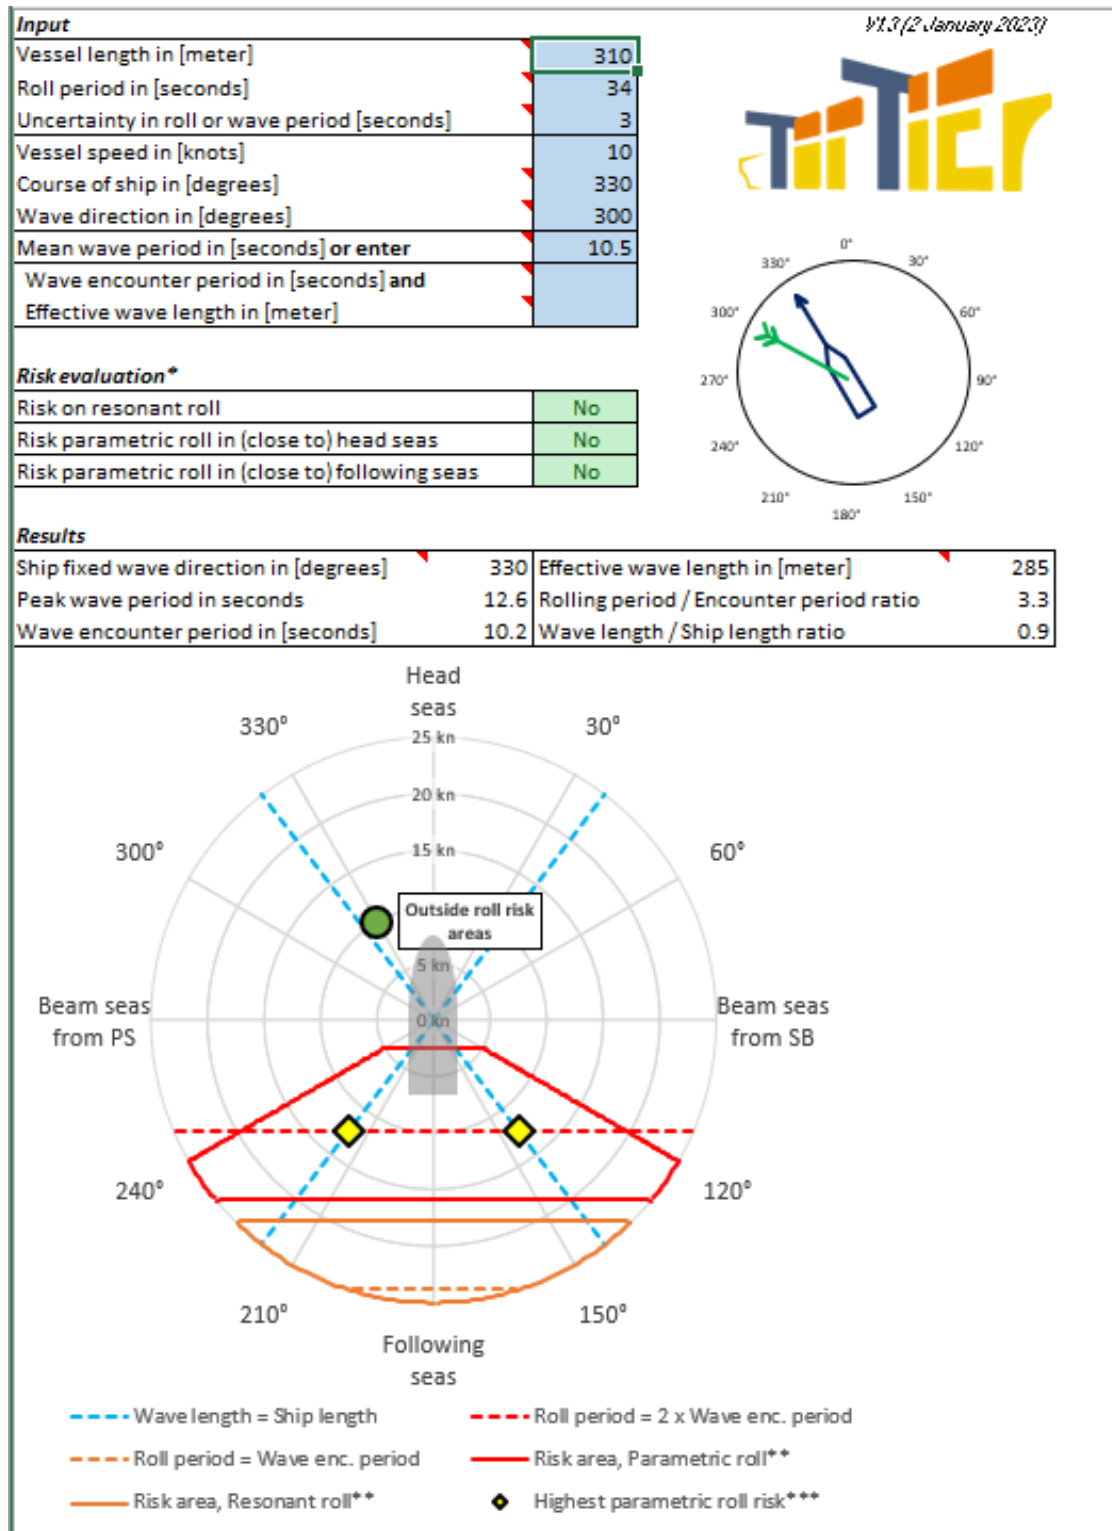 Input
V1.3 (2 January 2023)
Vessel length in [meter] 310
Roll period in [seconds] 34
Uncertainty in roll or wave period [seconds] 3
Vessel speed in [knots] 10
Course of ship in [degrees] 330
Wave direction in [degrees] 300
Mean wave period in [seconds] or enter 10.5
Wave encounter period in [seconds] and
Effective wave length in [meter]
TopTier
0°
330° 30°
300° 60°
270° 90°
240° 120°
210° 150°
180°
Risk evaluation*
Risk on resonant roll No
Risk parametric roll in (close to) head seas No
Risk parametric roll in (close to) following seas No
Results
Ship fixed wave direction in [degrees] 330 Effective wave length in [meter] 285
Peak wave period in seconds 12.6 Rolling period / Encounter period ratio 3.3
Wave encounter period in [seconds] 10.2 Wave length / Ship length ratio 0.9
Head
seas
330° 30°
25 kn
20 kn
15 kn
300° 60°
Outside roll risk
areas
5 kn
0 kn
Beam seas
from PS
Beam seas
from SB
240° 120°
210° 150°
Following
seas
Wave length = Ship length
Roll period = 2 x Wave enc. period
Roll period = Wave enc. period
Risk area, Parametric roll**
Risk area, Resonant roll**
Highest parametric roll risk***